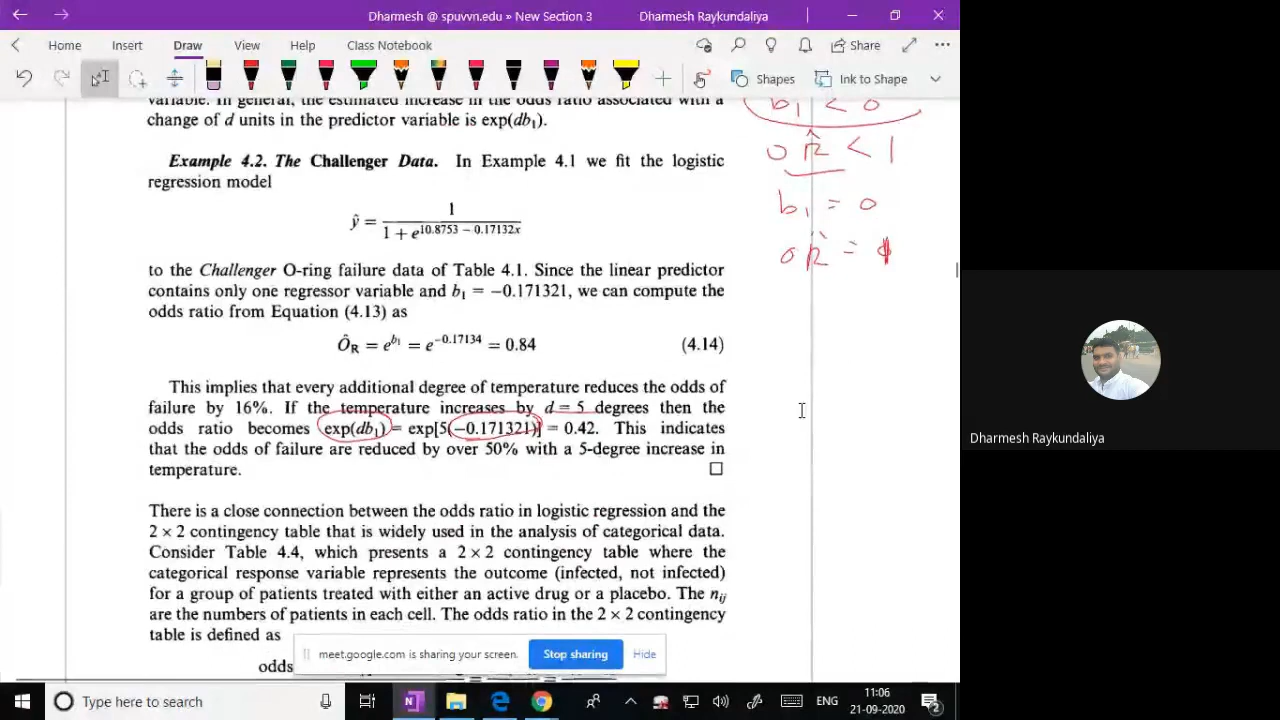 Dharmesh @ spuvvn.edu » New Section 3
Dharmesh Raykundaliya
Home Insert Draw View Help Class Notebook
Share
Shapes
Ink to Shape
variable. In general, the estimated increase in the odds ratio associated with a
change of d units in the predictor variable is exp(db₁).
Example 4.2. The Challenger Data. In Example 4.1 we fit the logistic
regression model
ŷ = 1 / (1 + e^(10.8753 − 0.17132x))
to the Challenger O-ring failure data of Table 4.1. Since the linear predictor
contains only one regressor variable and b₁ = −0.171321, we can compute the
odds ratio from Equation (4.13) as
Ô_R = e^(b₁) = e^(−0.17134) = 0.84 (4.14)
This implies that every additional degree of temperature reduces the odds of
failure by 16%. If the temperature increases by d = 5 degrees then the
odds ratio becomes exp(db₁) = exp[5(−0.171321)] = 0.42. This indicates
that the odds of failure are reduced by over 50% with a 5-degree increase in
temperature.
There is a close connection between the odds ratio in logistic regression and the
2 × 2 contingency table that is widely used in the analysis of categorical data.
Consider Table 4.4, which presents a 2 × 2 contingency table where the
categorical response variable represents the outcome (infected, not infected)
for a group of patients treated with either an active drug or a placebo. The n_ij
are the numbers of patients in each cell. The odds ratio in the 2 × 2 contingency
table is defined as
odds
b₁ < 0
OR̂ < 1
b₁ = 0
OR̂ =
meet.google.com is sharing your screen.
Stop sharing
Hide
Dharmesh Raykundaliya
Type here to search
ENG
11:06
21-09-2020
2